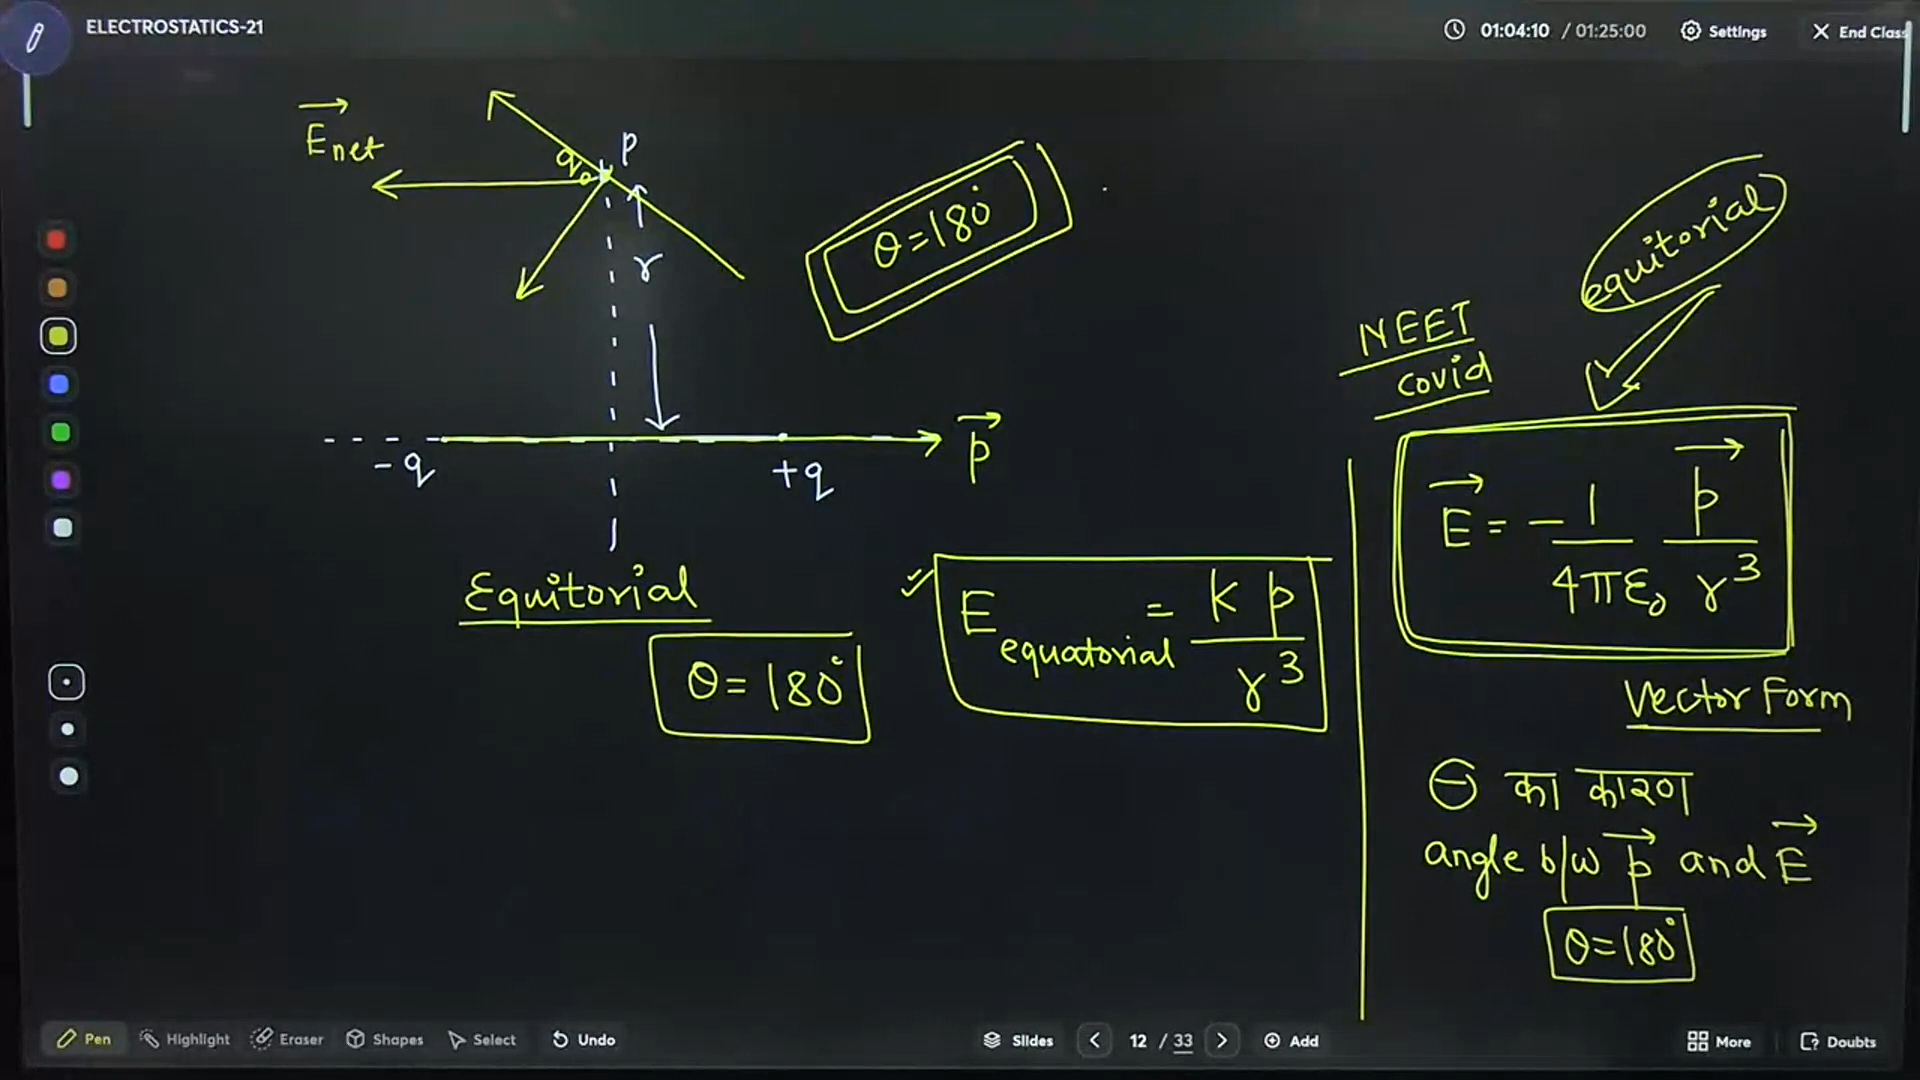 ELECTROSTATICS-21
01:04:10 / 01:25:00
Settings
End Class
E net
q₀
P
r
θ=180°
-q
+q
p
Equitorial
θ=180°
E equatorial = k p / r³
NEET
covid
equitorial
E = - 1/4πε₀ p/r³
Vector Form
⊖ का कारण
angle b/w p and E
θ=180°
Pen
Highlight
Eraser
Shapes
Select
Undo
Slides
12 / 33
Add
More
Doubts